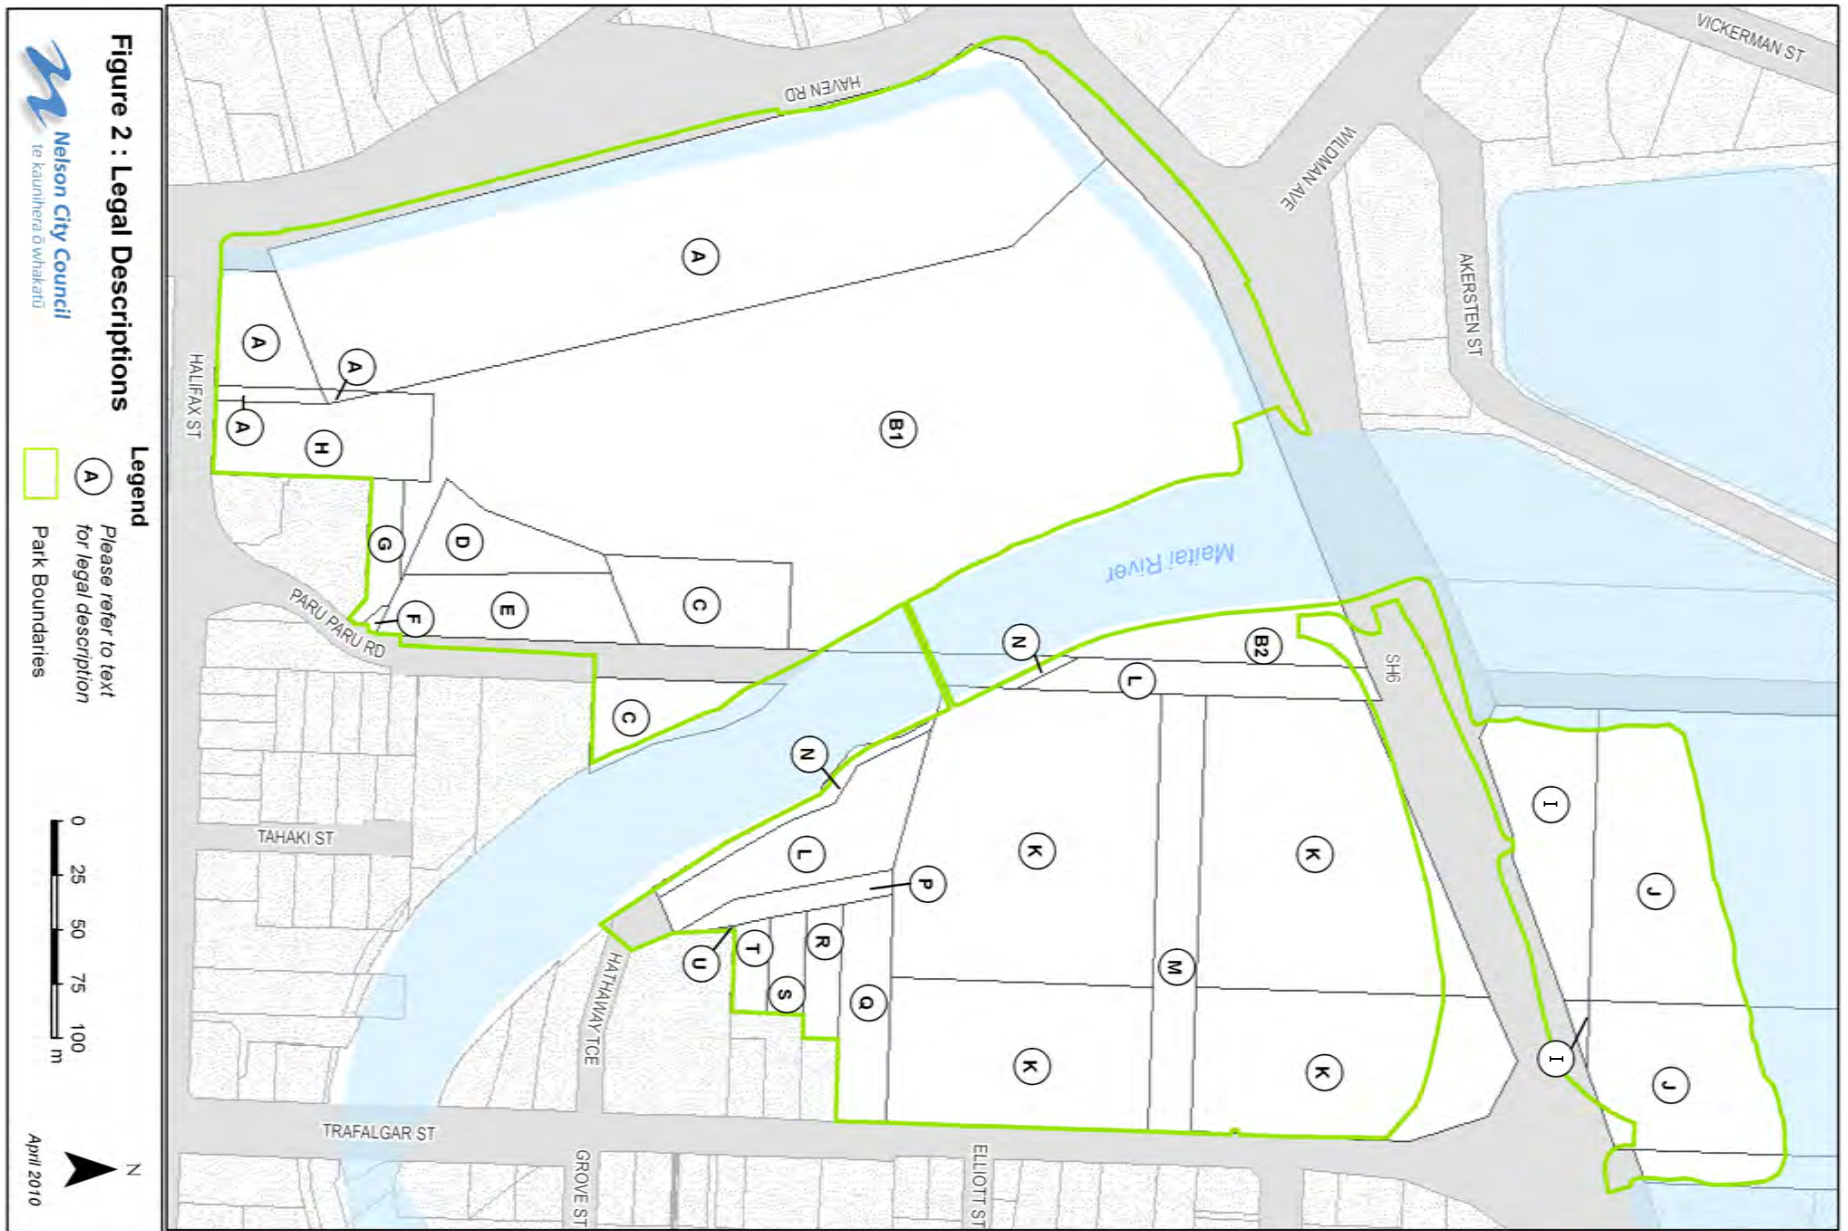 Figure 2 : Legal Descriptions
Nelson City Council
te kaunihera ō whakatū
Legend
A
Please refer to text
for legal description
Park Boundaries
0 25 50 75 100
m
N
April 2010
VICKERMAN ST
HAVEN RD
WILDMAN AVE
AKERSTEN ST
HALIFAX ST
PARU PARU RD
Maitai River
SH6
TAHAKI ST
HATHAWAY TCE
TRAFALGAR ST
GROVE ST
ELLIOTT ST
A
A
A
A
H
B1
G
D
E
F
C
C
N
B2
L
N
L
P
K
K
K
K
M
U
T
S
R
Q
I
J
I
J